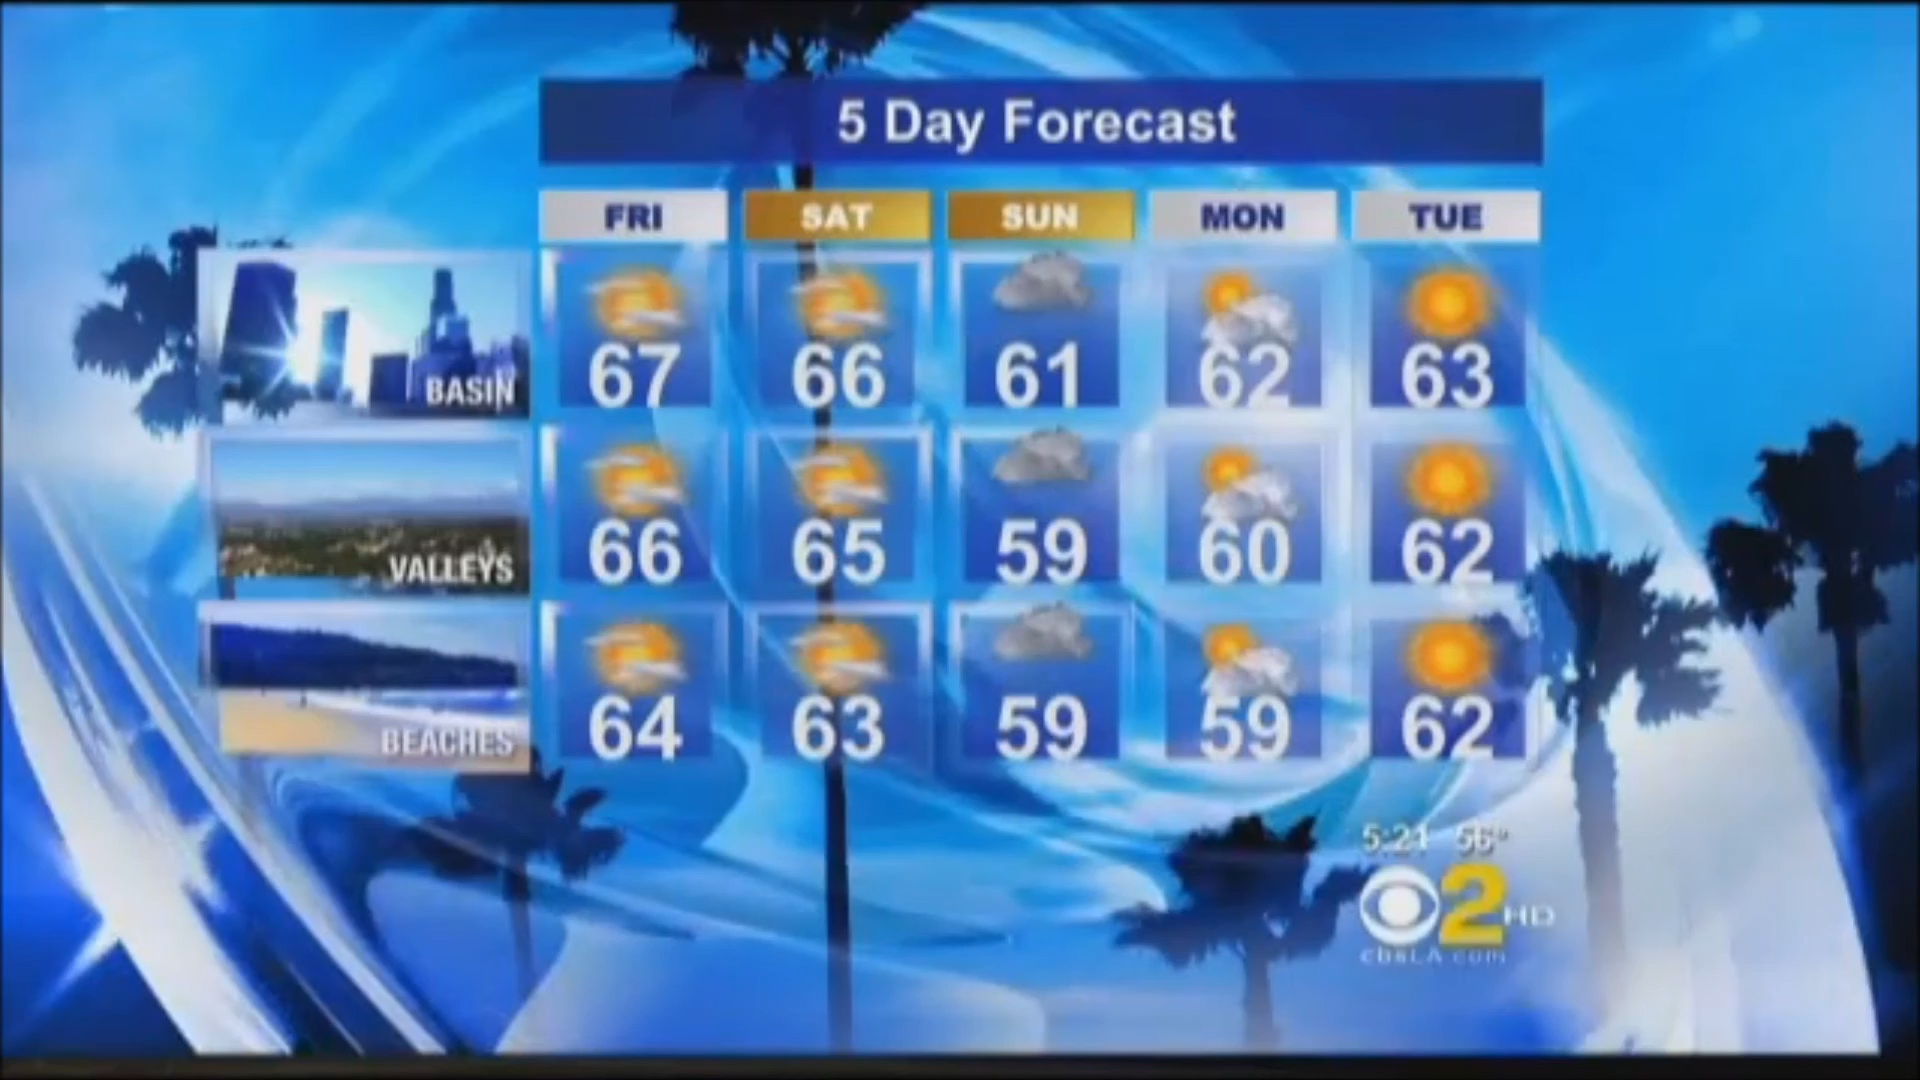 5 Day Forecast
FRI SAT SUN MON TUE
BASIN 67 66 61 62 63
VALLEYS 66 65 59 60 62
BEACHES 64 63 59 59 62
5:21 56°
2 HD
cbsLA.com